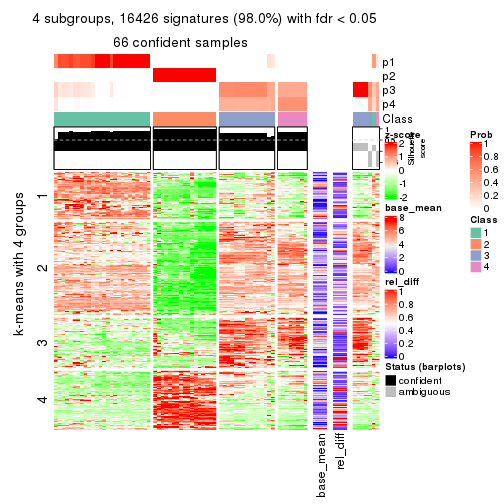 4 subgroups, 16426 signatures (98.0%) with fdr < 0.05
66 confident samples
p1
p2
p3
p4
Class
1
Silhouette
score
z-score
2
1
0
-1
-2
base_mean
8
6
4
2
0
rel_diff
1
0.8
0.6
0.4
0.2
0
Status (barplots)
confident
ambiguous
Prob
1
0.8
0.6
0.4
0.2
0
Class
1
2
3
4
k-means with 4 groups
1
2
3
4
base_mean
rel_diff